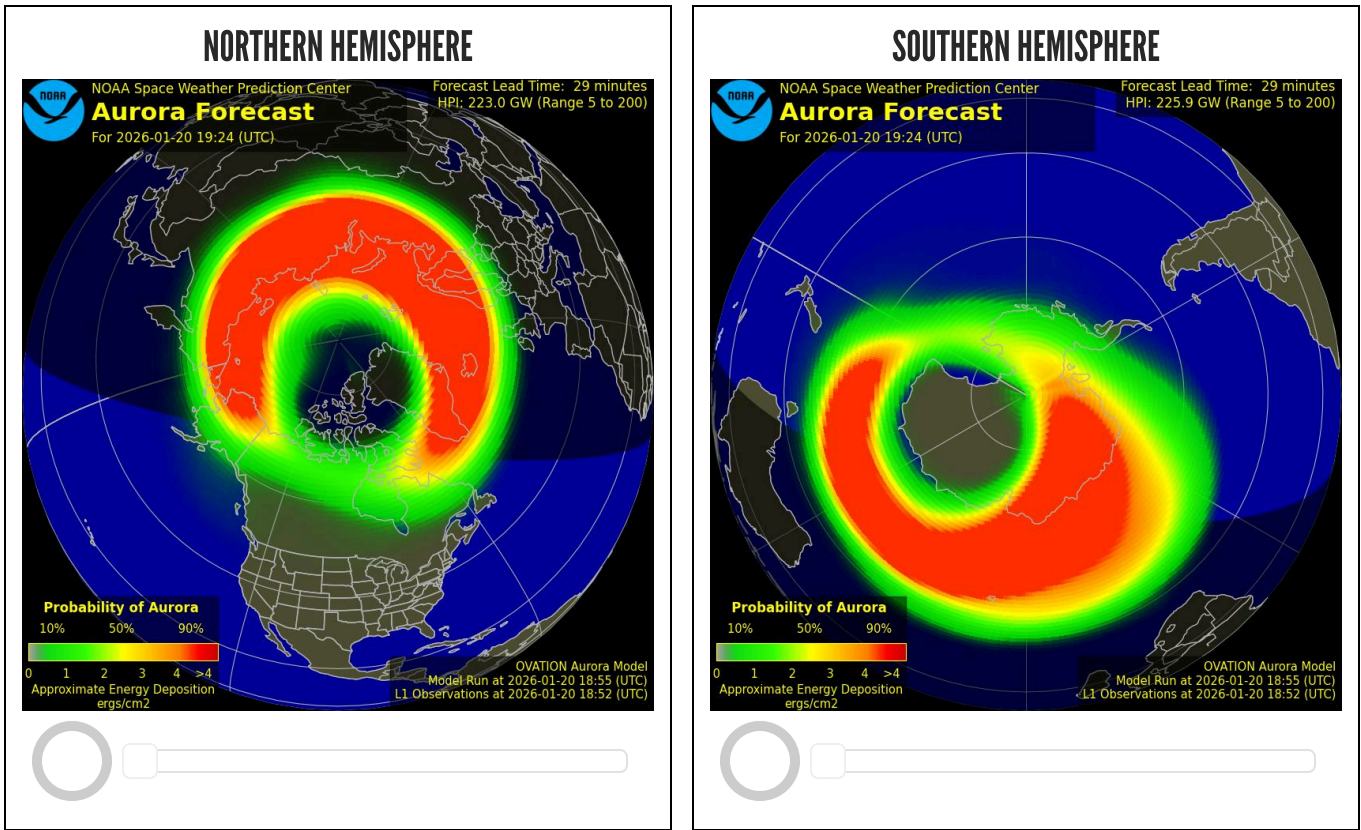 NORTHERN HEMISPHERE
NOAA
NOAA Space Weather Prediction Center
Aurora Forecast
For 2026-01-20 19:24 (UTC)
Forecast Lead Time: 29 minutes
HPI: 223.0 GW (Range 5 to 200)
Probability of Aurora
10% 50% 90%
0 1 2 3 4 >4
Approximate Energy Deposition
ergs/cm2
OVATION Aurora Model
Model Run at 2026-01-20 18:55 (UTC)
L1 Observations at 2026-01-20 18:52 (UTC)
SOUTHERN HEMISPHERE
NOAA
NOAA Space Weather Prediction Center
Aurora Forecast
For 2026-01-20 19:24 (UTC)
Forecast Lead Time: 29 minutes
HPI: 225.9 GW (Range 5 to 200)
Probability of Aurora
10% 50% 90%
0 1 2 3 4 >4
Approximate Energy Deposition
ergs/cm2
OVATION Aurora Model
Model Run at 2026-01-20 18:55 (UTC)
L1 Observations at 2026-01-20 18:52 (UTC)